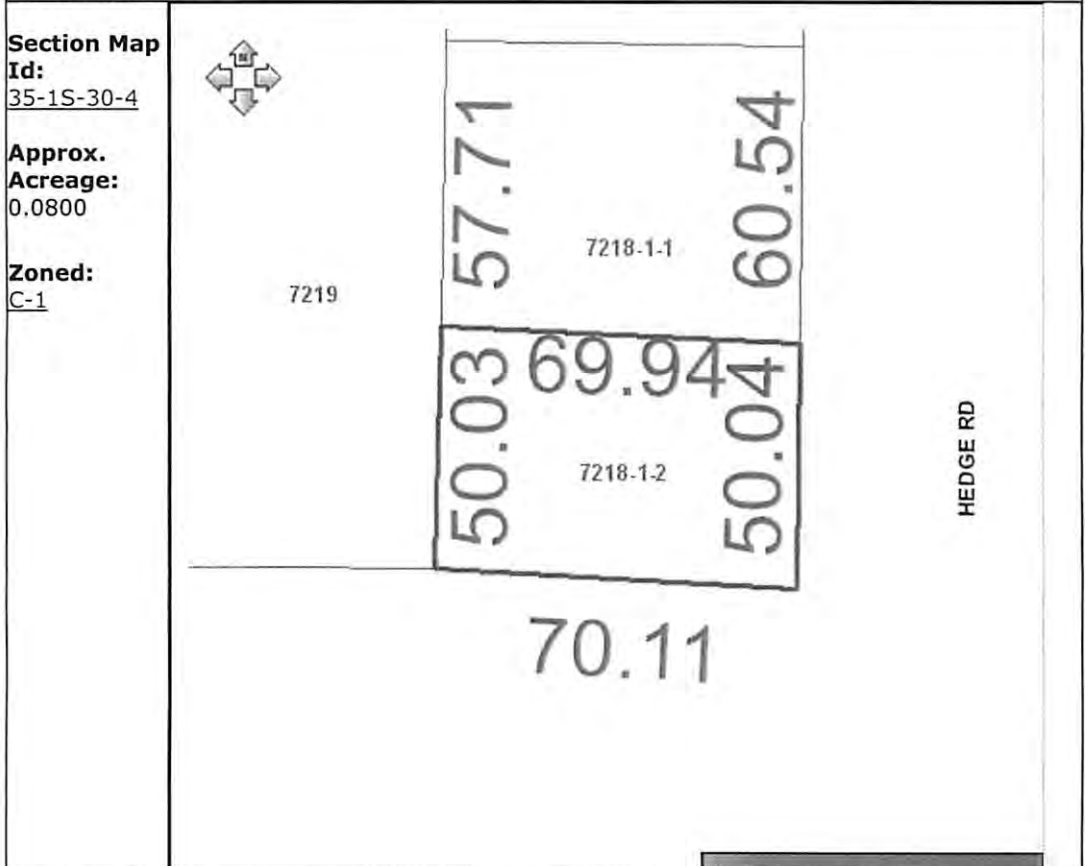 Section Map
Id:
35-1S-30-4
Approx.
Acreage:
0.0800
Zoned:
C-1
57.71
60.54
7218-1-1
7219
69.94
50.03
50.04
7218-1-2
HEDGE RD
70.11